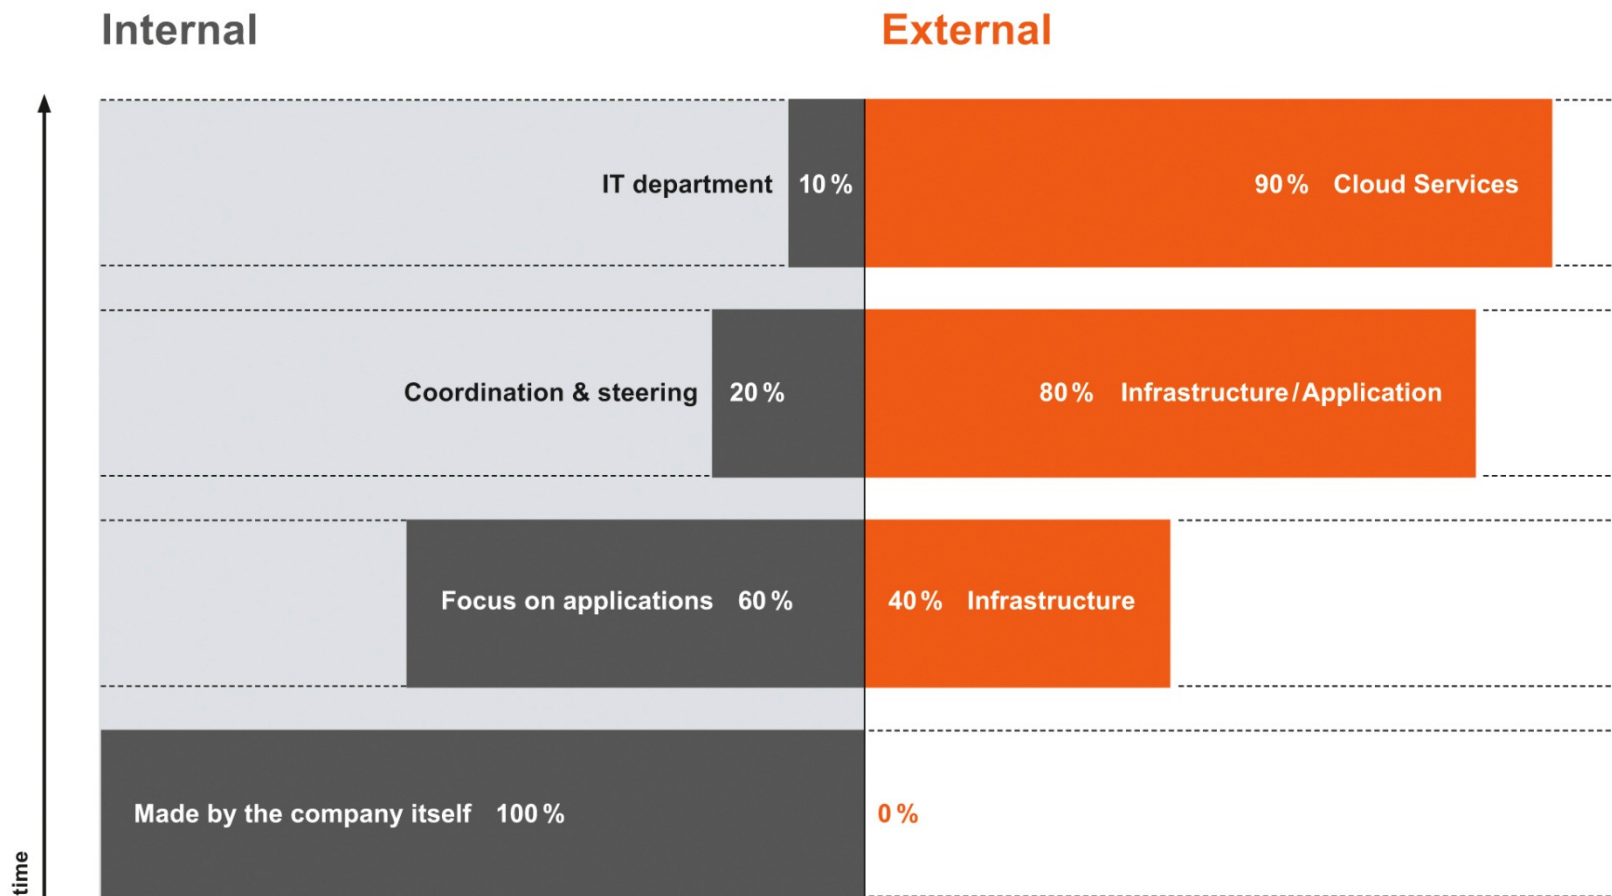 Internal
External
IT department 10 % 90 % Cloud Services
Coordination & steering 20 % 80 % Infrastructure / Application
Focus on applications 60 % 40 % Infrastructure
Made by the company itself 100 % 0 %
time